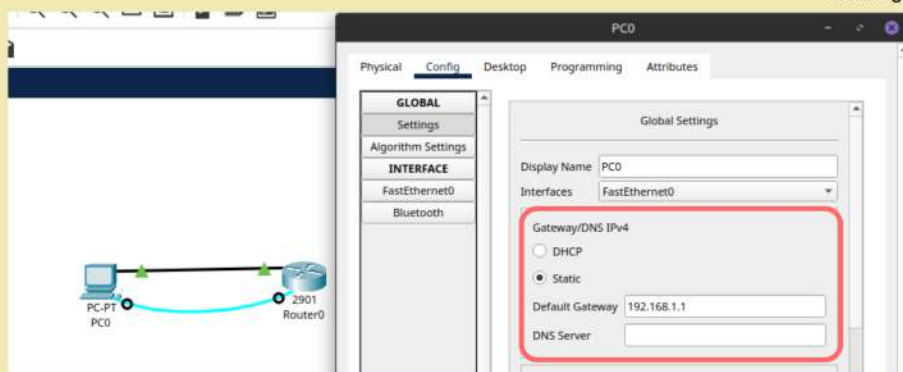 PC0
Physical Config Desktop Programming Attributes
GLOBAL
Settings
Algorithm Settings
INTERFACE
FastEthernet0
Bluetooth
Global Settings
Display Name PC0
Interfaces FastEthernet0
Gateway/DNS IPv4
DHCP
Static
Default Gateway 192.168.1.1
DNS Server
PC-PT
PC0
2901
Router0